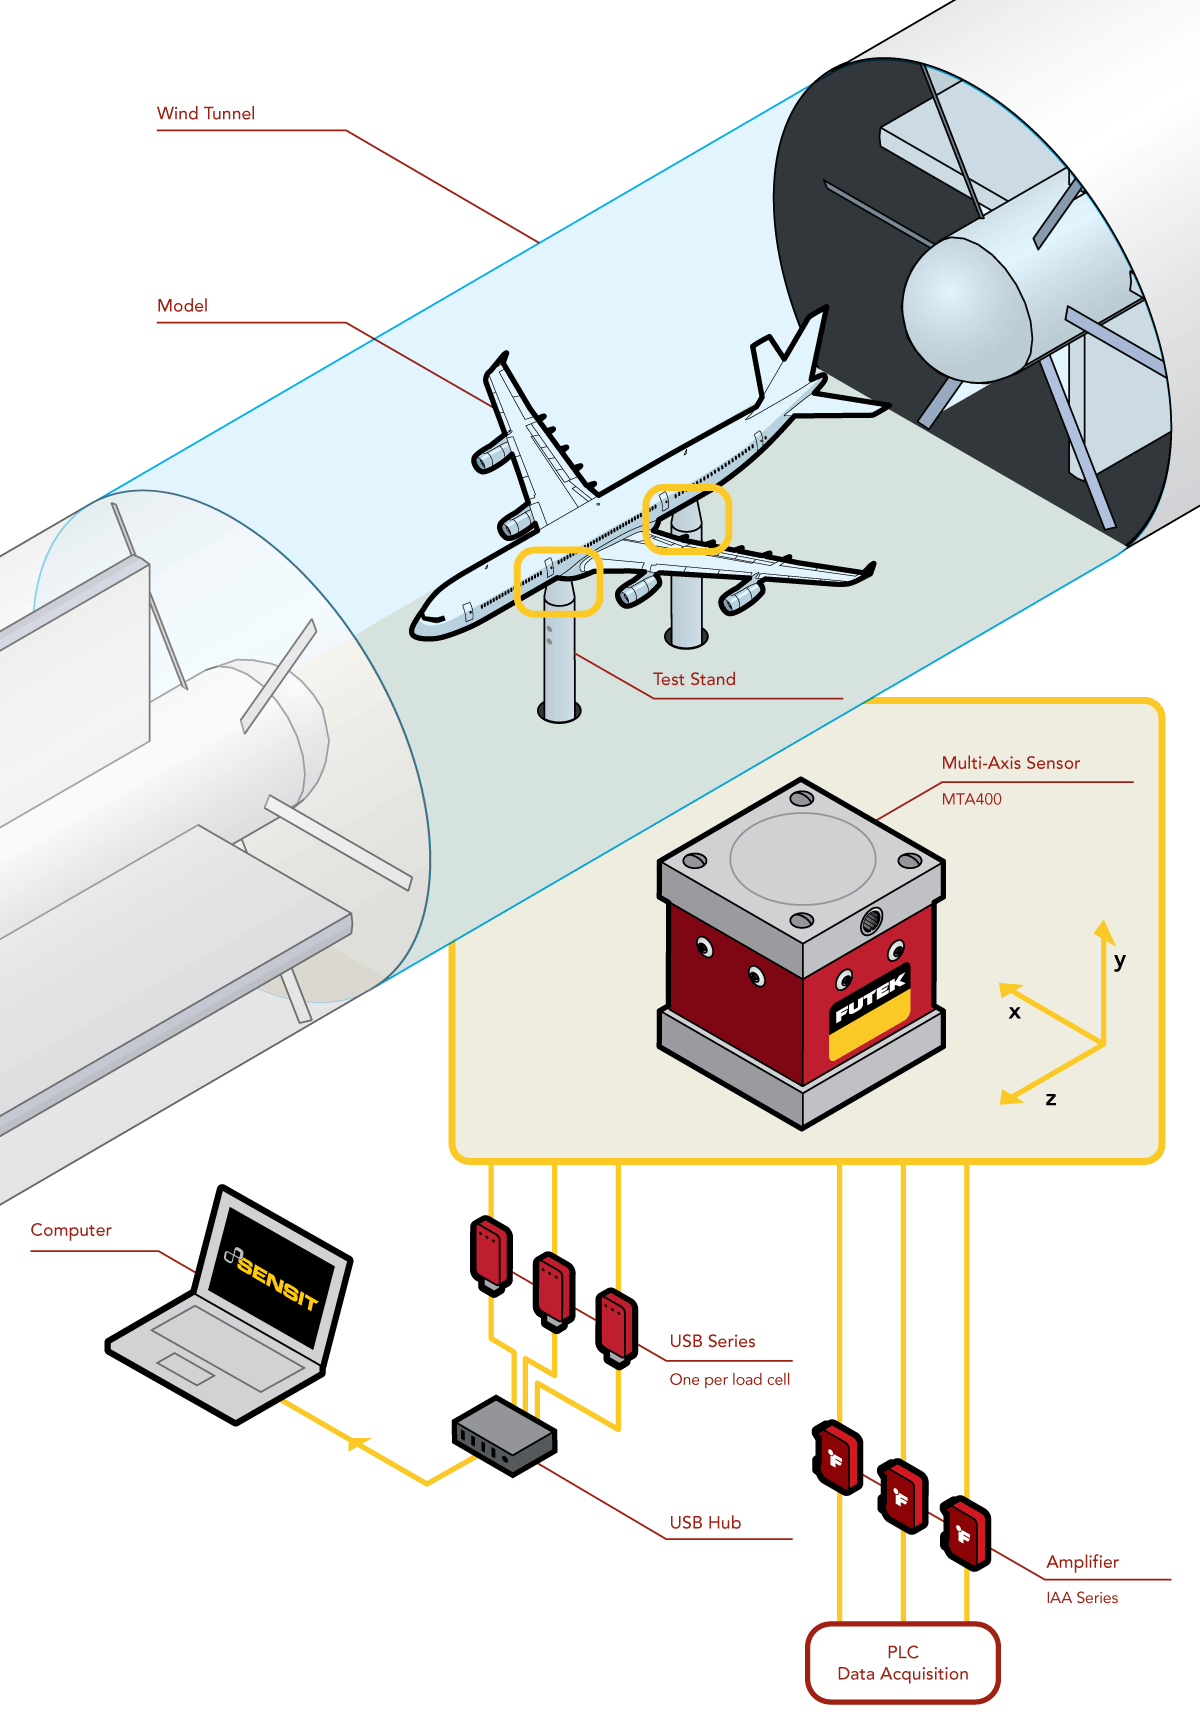 Wind Tunnel
Model
Test Stand
Multi-Axis Sensor
MTA400
FUTEK
y
x
z
Computer
SENSIT
USB Series
One per load cell
USB Hub
F
F
F
Amplifier
IAA Series
PLC
Data Acquisition